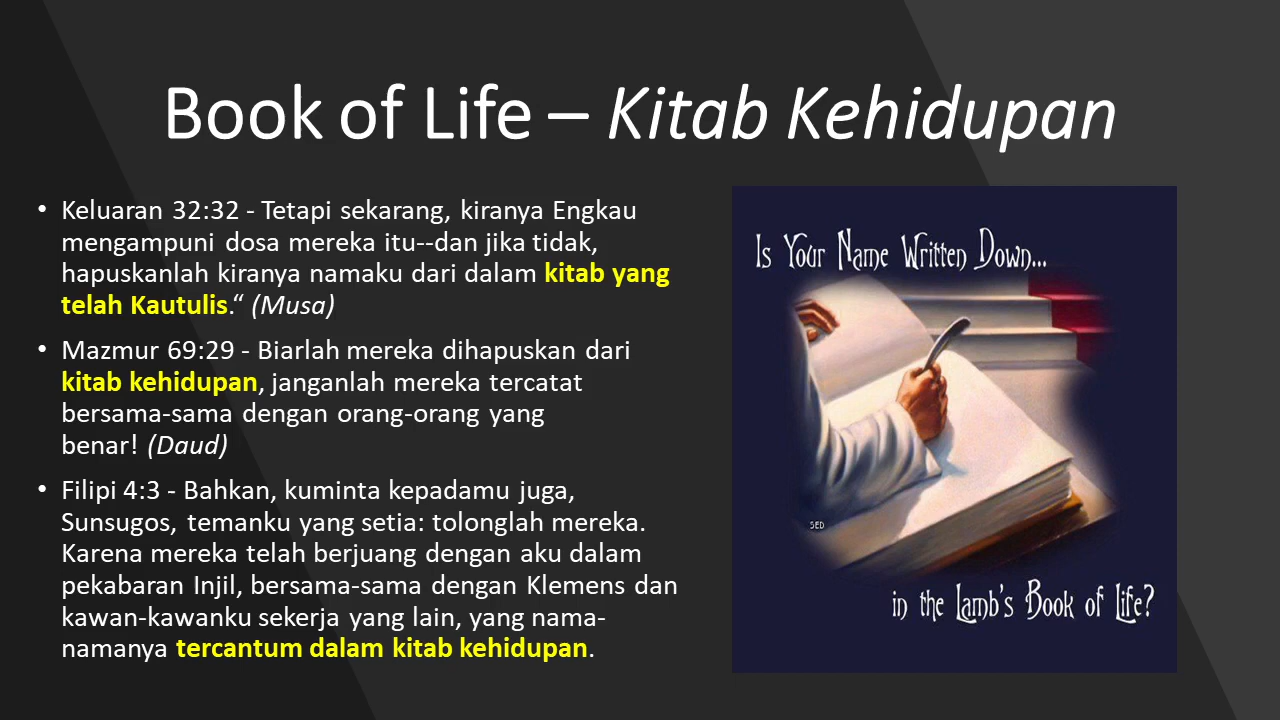 Book of Life – Kitab Kehidupan
• Keluaran 32:32 - Tetapi sekarang, kiranya Engkau
mengampuni dosa mereka itu--dan jika tidak,
hapuskanlah kiranya namaku dari dalam kitab yang
telah Kautulis.“ (Musa)
• Mazmur 69:29 - Biarlah mereka dihapuskan dari
kitab kehidupan, janganlah mereka tercatat
bersama-sama dengan orang-orang yang
benar! (Daud)
• Filipi 4:3 - Bahkan, kuminta kepadamu juga,
Sunsugos, temanku yang setia: tolonglah mereka.
Karena mereka telah berjuang dengan aku dalam
pekabaran Injil, bersama-sama dengan Klemens dan
kawan-kawanku sekerja yang lain, yang nama-
namanya tercantum dalam kitab kehidupan.
Is Your Name Written Down...
SED
in the Lamb's Book of Life?